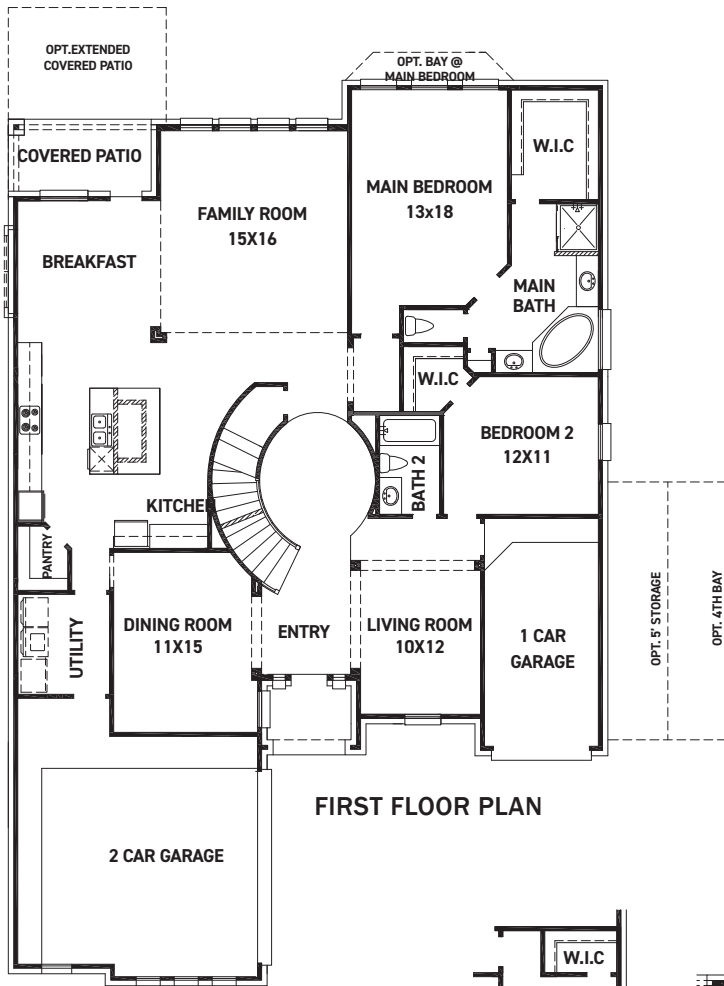 OPT.EXTENDED
COVERED PATIO
OPT. BAY @
MAIN BEDROOM
COVERED PATIO
W.I.C
MAIN BEDROOM
13x18
FAMILY ROOM
15X16
BREAKFAST
MAIN
BATH
W.I.C
BEDROOM 2
12X11
BATH 2
KITCHEN
PANTRY
UTILITY
DINING ROOM
11X15
ENTRY
LIVING ROOM
10X12
1 CAR
GARAGE
OPT. 5' STORAGE
OPT. 4TH BAY
FIRST FLOOR PLAN
2 CAR GARAGE
W.I.C